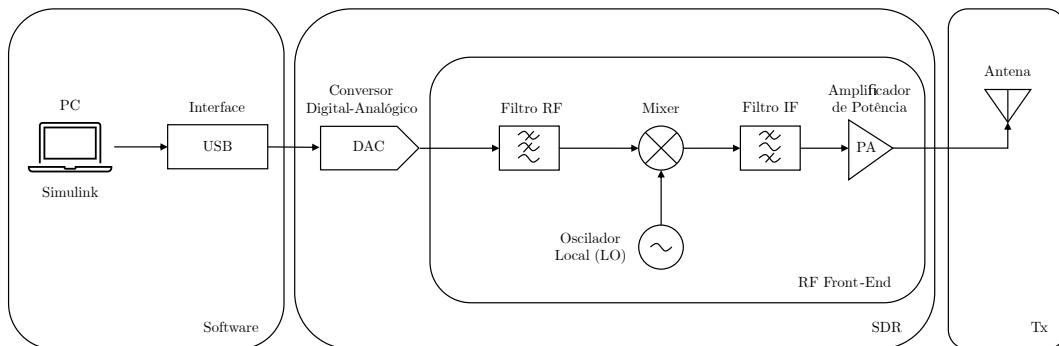 PC
Simulink
Interface
USB
Software
Conversor
Digital-Analógico
DAC
Filtro RF
Mixer
Oscilador
Local (LO)
Filtro IF
Amplificador
de Potência
PA
RF Front-End
SDR
Antena
Tx